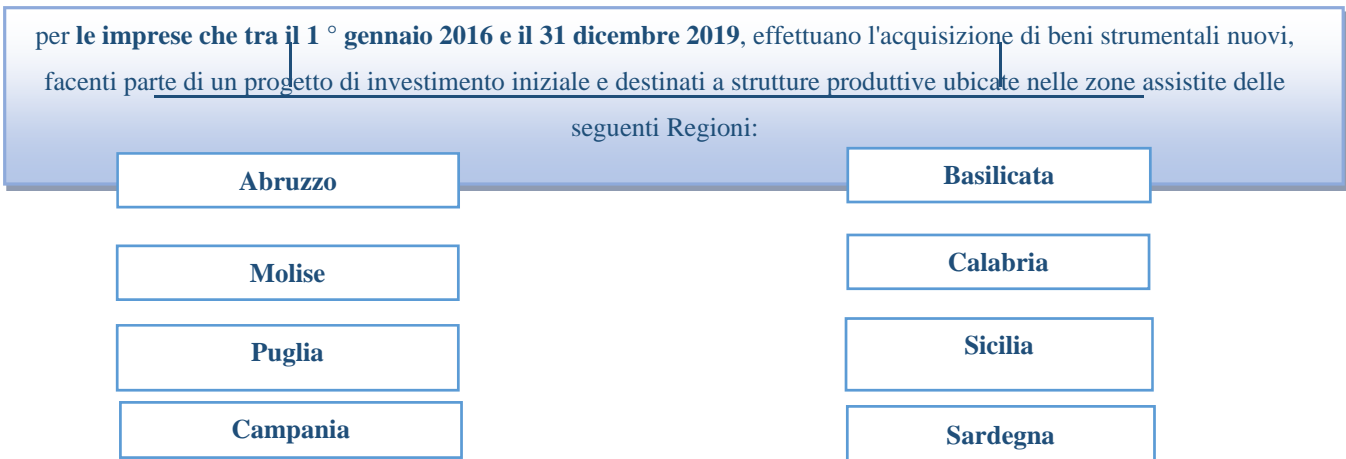 per le imprese che tra il 1 ° gennaio 2016 e il 31 dicembre 2019, effettuano l'acquisizione di beni strumentali nuovi,
facenti parte di un progetto di investimento iniziale e destinati a strutture produttive ubicate nelle zone assistite delle
seguenti Regioni:
Abruzzo
Basilicata
Molise
Calabria
Puglia
Sicilia
Campania
Sardegna